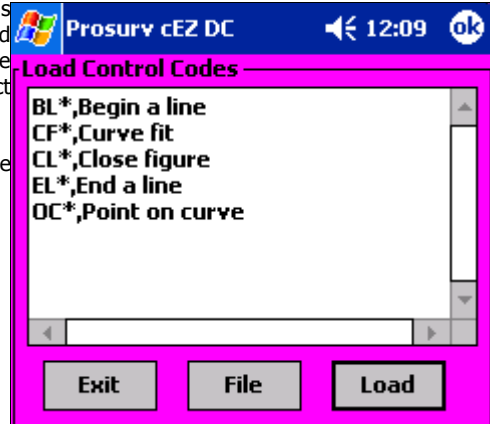 Prosurv cEZ DC 12:09 ok
Load Control Codes
BL*,Begin a line
CF*,Curve fit
CL*,Close figure
EL*,End a line
OC*,Point on curve
Exit File Load